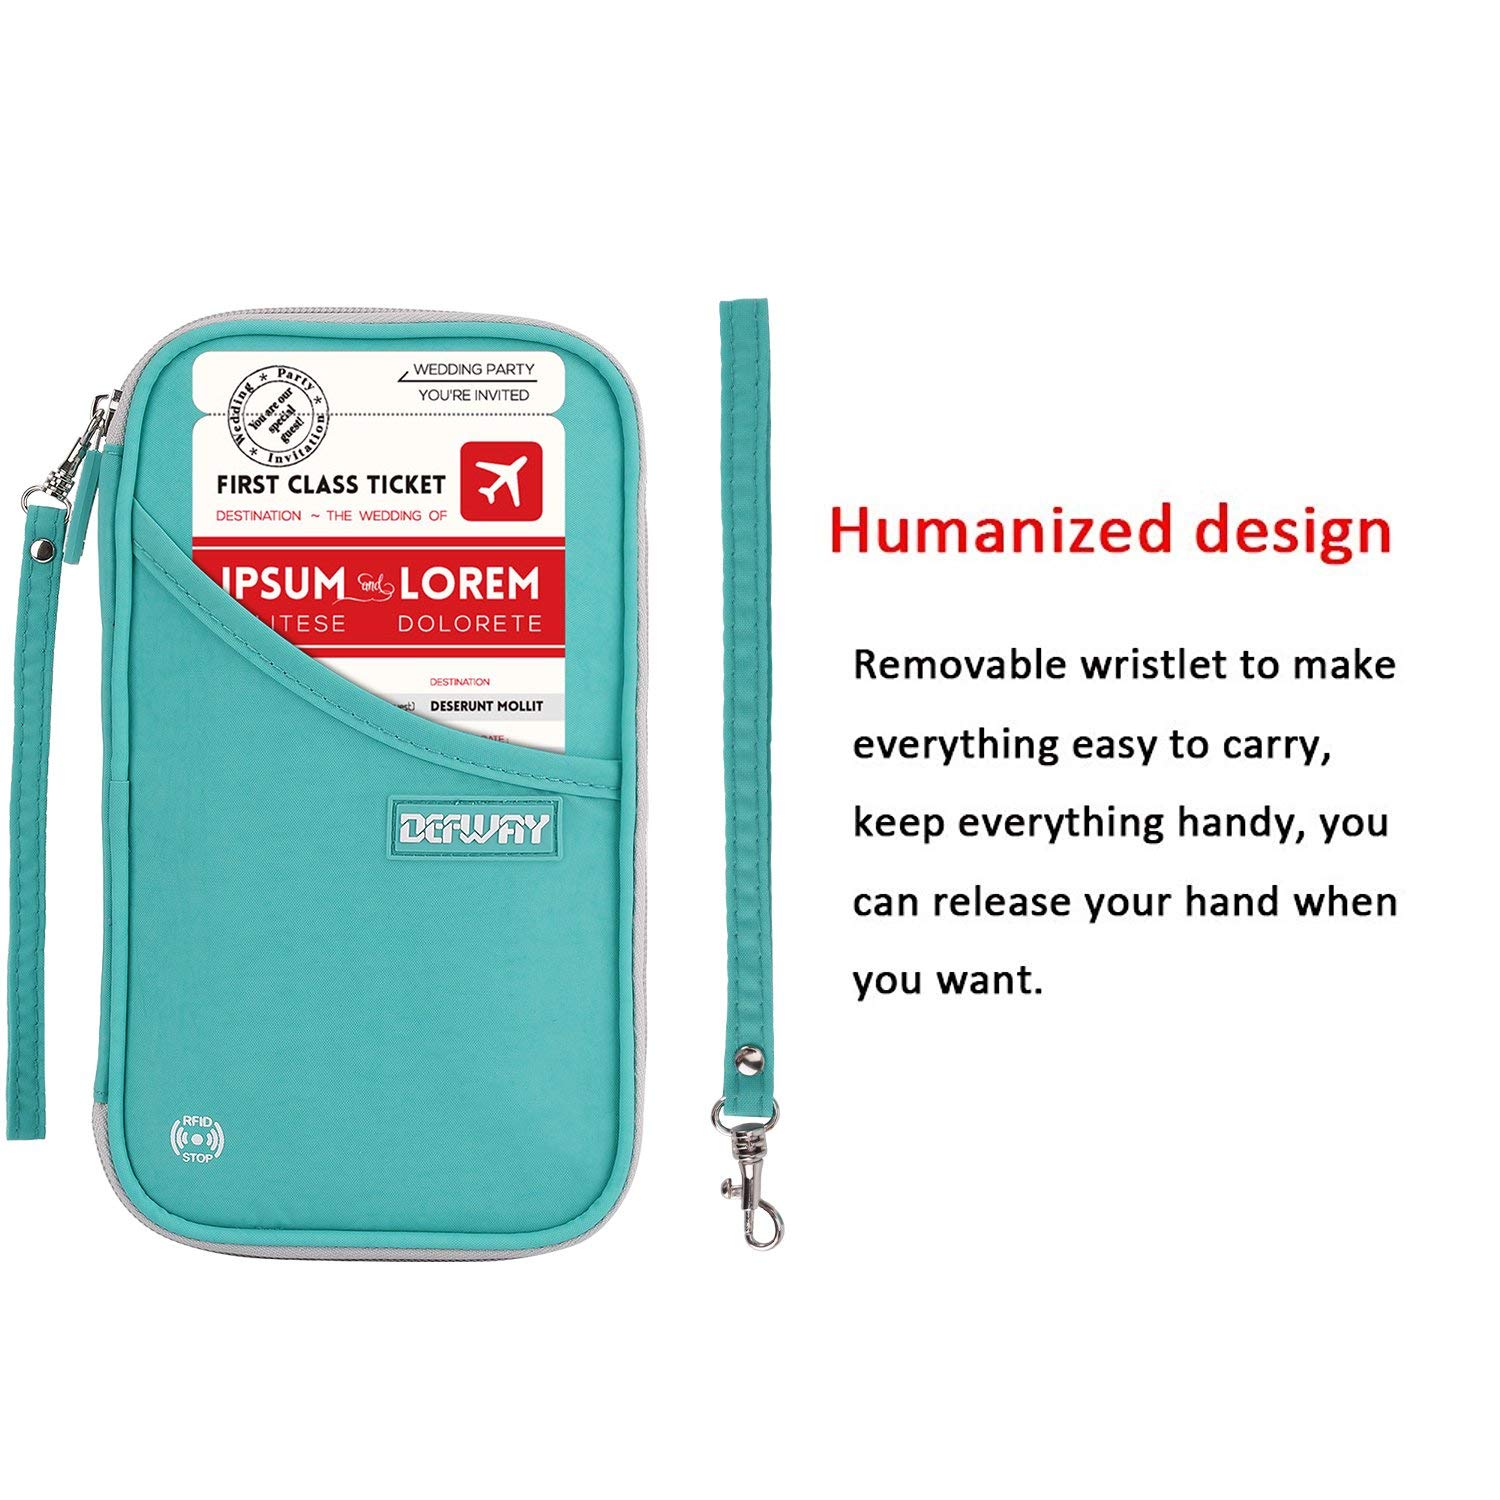 WEDDING PARTY
YOU'RE INVITED
Wedding * Party * Invitation *
You are our
special
guest!
FIRST CLASS TICKET
DESTINATION ~ THE WEDDING OF
IPSUM and LOREM
DOLORETE
DESTINATION
DESERUNT MOLLIT
DEFWAY
RFID
STOP
Humanized design
Removable wristlet to make
everything easy to carry,
keep everything handy, you
can release your hand when
you want.